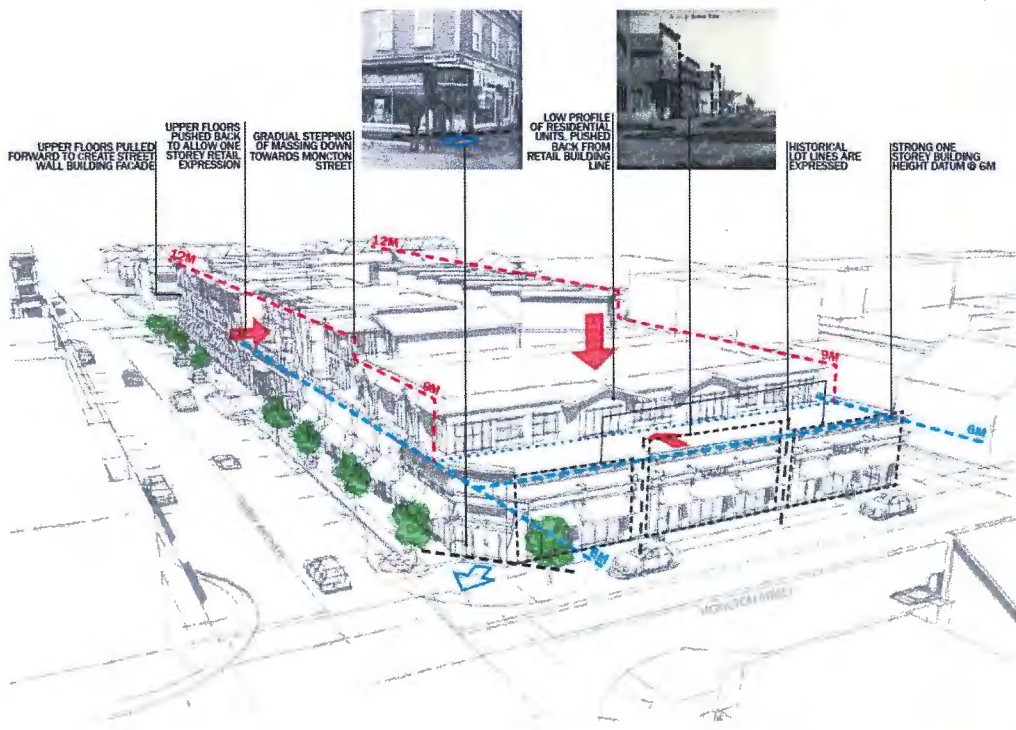 UPPER FLOORS PULLED
FORWARD TO CREATE STREET
WALL BUILDING FACADE
UPPER FLOORS
PUSHED BACK
TO ALLOW ONE
STOREY RETAIL
EXPRESSION
GRADUAL STEPPING
OF MASSING DOWN
TOWARDS MONCTON
STREET
LOW PROFILE
OF RESIDENTIAL
UNITS, PUSHED
BACK FROM
RETAIL BUILDING
LINE
HISTORICAL
LOT LINES ARE
EXPRESSED
STRONG ONE
STOREY BUILDING
HEIGHT DATUM @ 6M
12M
12M
9M
9M
6M
MONCTON STREET